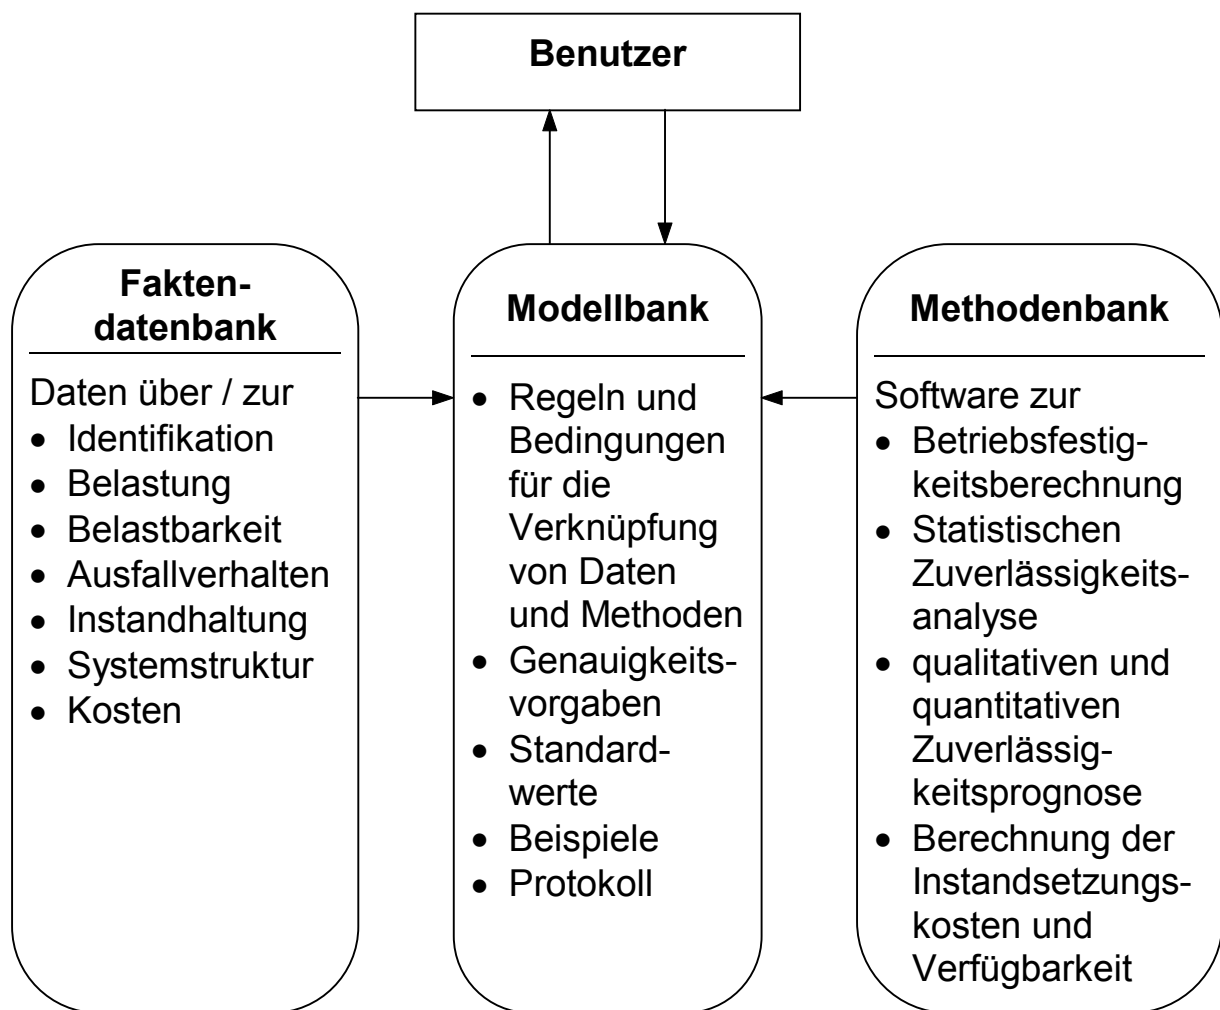 Benutzer
Fakten-
datenbank
Daten über / zur
• Identifikation
• Belastung
• Belastbarkeit
• Ausfallverhalten
• Instandhaltung
• Systemstruktur
• Kosten
Modellbank
• Regeln und
Bedingungen
für die
Verknüpfung
von Daten
und Methoden
• Genauigkeits-
vorgaben
• Standard-
werte
• Beispiele
• Protokoll
Methodenbank
Software zur
• Betriebsfestig-
keitsberechnung
• Statistischen
Zuverlässigkeits-
analyse
• qualitativen und
quantitativen
Zuverlässig-
keitsprognose
• Berechnung der
Instandsetzungs-
kosten und
Verfügbarkeit